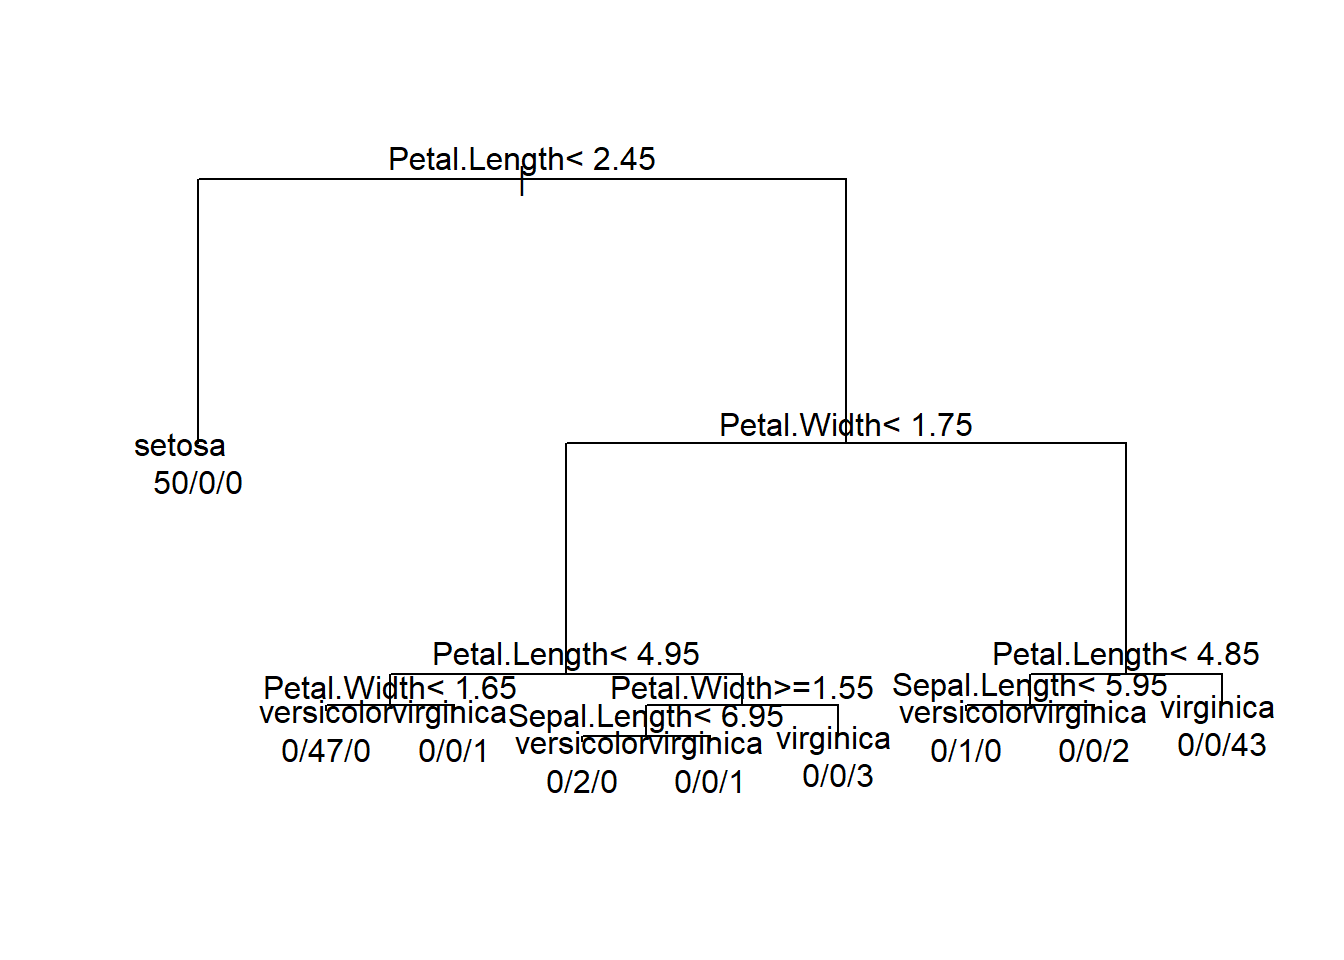 Petal.Length< 2.45
setosa
50/0/0
Petal.Width< 1.75
Petal.Length< 4.95
Petal.Length< 4.85
Petal.Width< 1.65
Petal.Width>=1.55
Sepal.Length< 5.95
versicolor
virginica
Sepal.Length< 6.95
versicolor
virginica
virginica
0/47/0
0/0/1
versicolor
virginica
virginica
0/1/0
0/0/2
0/0/43
0/2/0
0/0/1
0/0/3